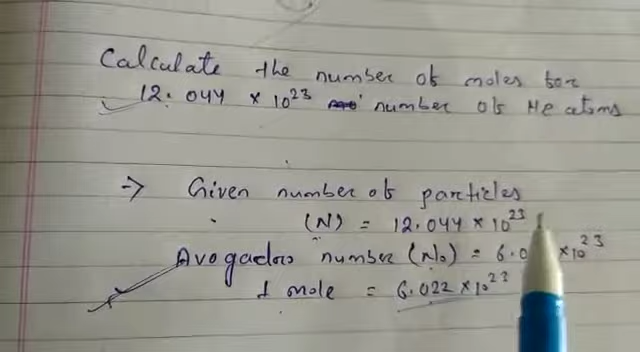 Calculate the number of moles for
12.044 × 10²³ number of He atoms
→ Given number of particles
(N) = 12.044 × 10²³
Avogadro number (N₀) = 6.0 ×10²³
1 mole = 6.022 × 10²³